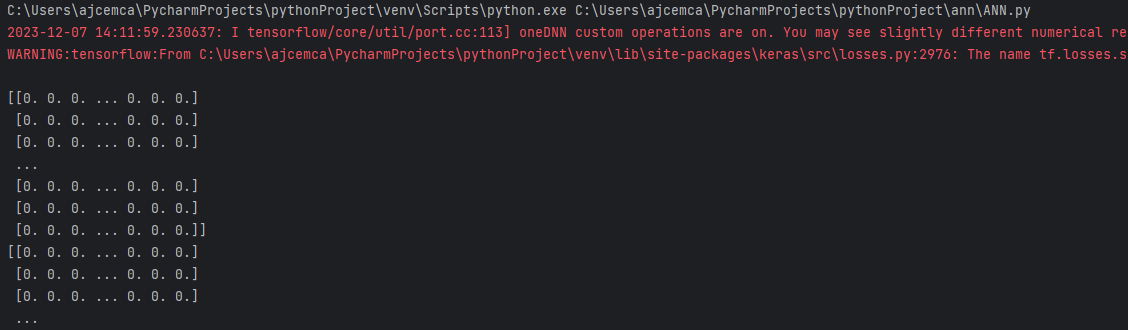 C:\Users\ajcemca\PycharmProjects\pythonProject\venv\Scripts\python.exe C:\Users\ajcemca\PycharmProjects\pythonProject\ann\ANN.py
2023-12-07 14:11:59.230637: I tensorflow/core/util/port.cc:113] oneDNN custom operations are on. You may see slightly different numerical re
WARNING:tensorflow:From C:\Users\ajcemca\PycharmProjects\pythonProject\venv\lib\site-packages\keras\src\losses.py:2976: The name tf.losses.s
[[0. 0. 0. ... 0. 0. 0.]
 [0. 0. 0. ... 0. 0. 0.]
 [0. 0. 0. ... 0. 0. 0.]
 ...
 [0. 0. 0. ... 0. 0. 0.]
 [0. 0. 0. ... 0. 0. 0.]
 [0. 0. 0. ... 0. 0. 0.]]
[[0. 0. 0. ... 0. 0. 0.]
 [0. 0. 0. ... 0. 0. 0.]
 [0. 0. 0. ... 0. 0. 0.]
 ...